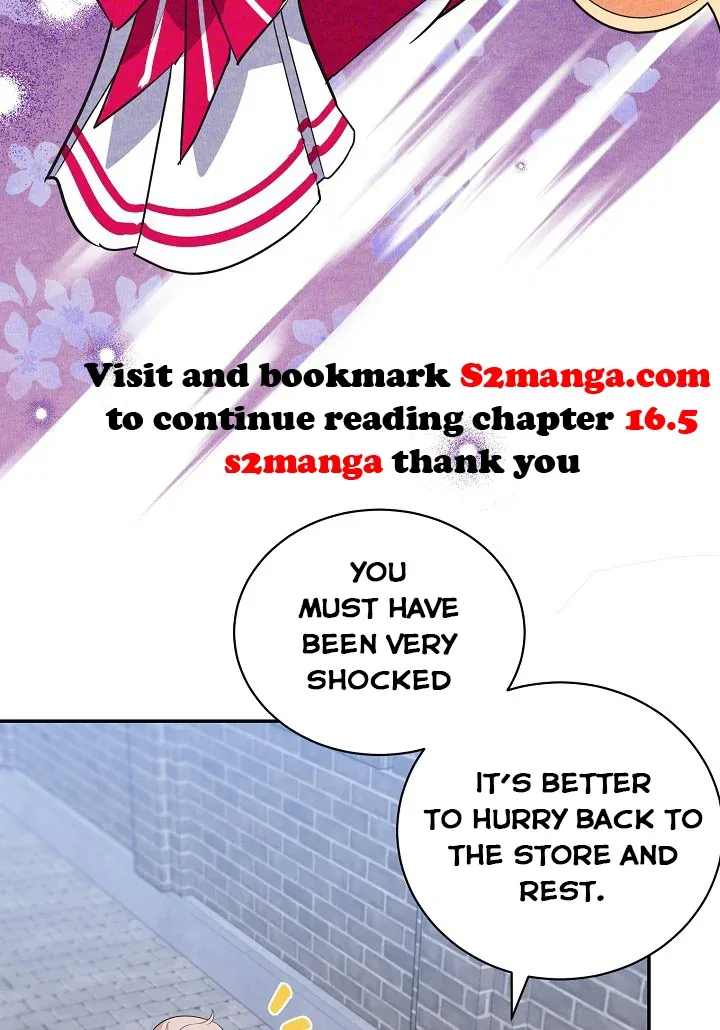 Visit and bookmark S2manga.com
to continue reading chapter 16.5
s2manga thank you
YOU
MUST HAVE
BEEN VERY
SHOCKED
IT'S BETTER
TO HURRY BACK TO
THE STORE AND
REST.